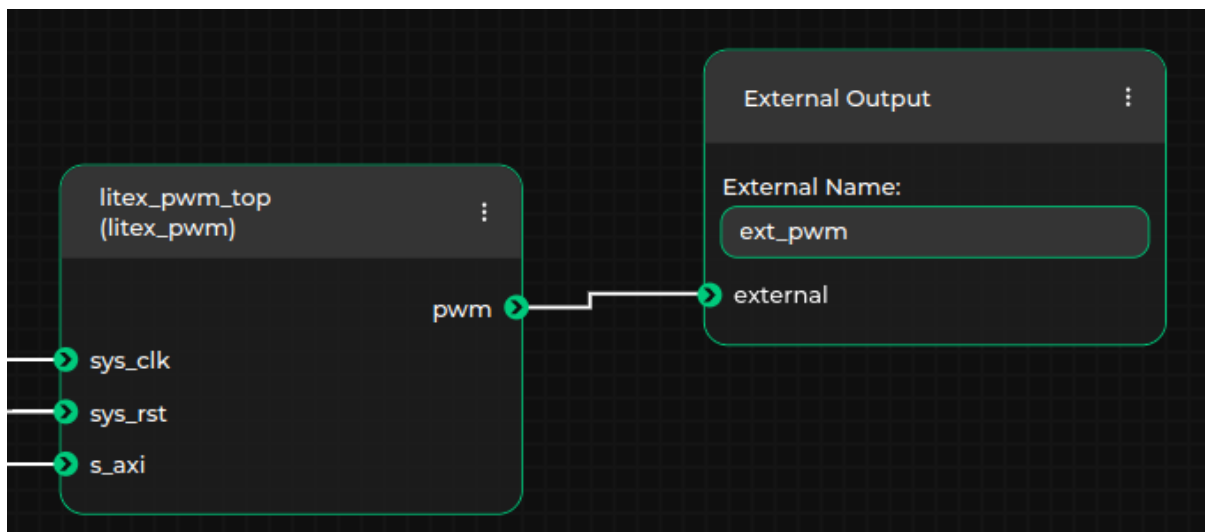 litex_pwm_top
(litex_pwm)
pwm
sys_clk
sys_rst
s_axi
External Output
External Name:
ext_pwm
external